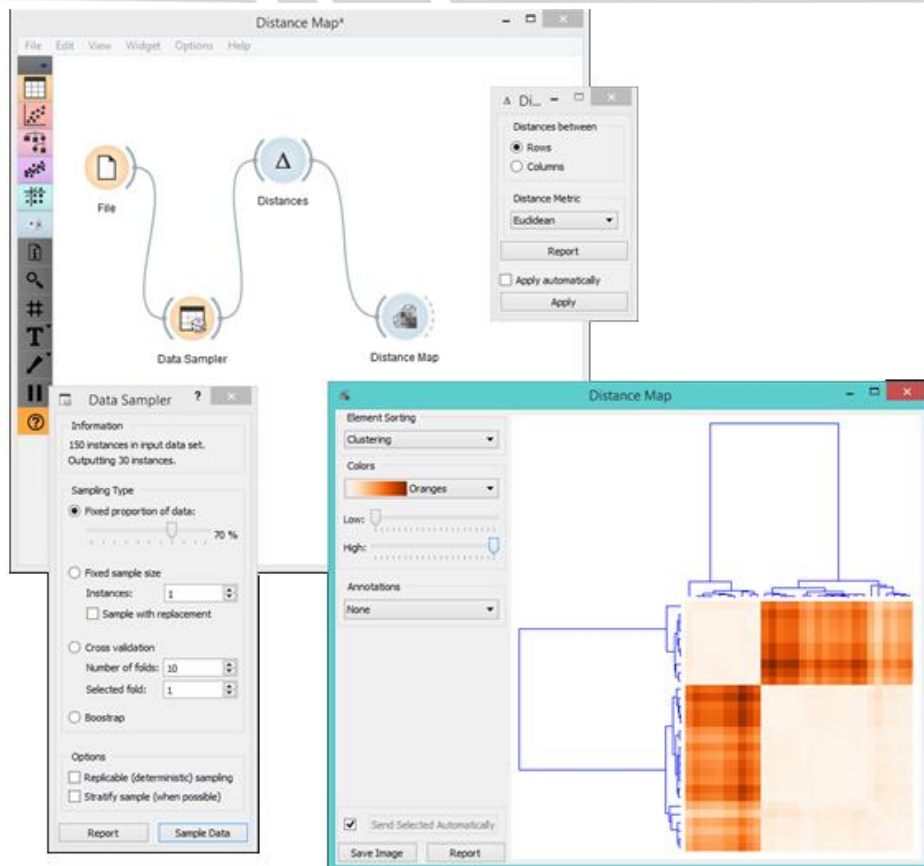 Distance Map*
File Edit View Widget Options Help
File
Distances
Data Sampler
Distance Map
Di...
Distances between
Rows
Columns
Distance Metric
Euclidean
Report
Apply automatically
Apply
Data Sampler ?
Information
150 instances in input data set.
Outputting 30 instances.
Sampling Type
Fixed proportion of data:
70 %
Fixed sample size
Instances: 1
Sample with replacement
Cross validation
Number of folds: 10
Selected fold: 1
Boostrap
Options
Replicable (deterministic) sampling
Stratify sample (when possible)
Report Sample Data
Distance Map
Element Sorting
Clustering
Colors
Oranges
Low:
High:
Annotations
None
Send Selected Automatically
Save Image Report